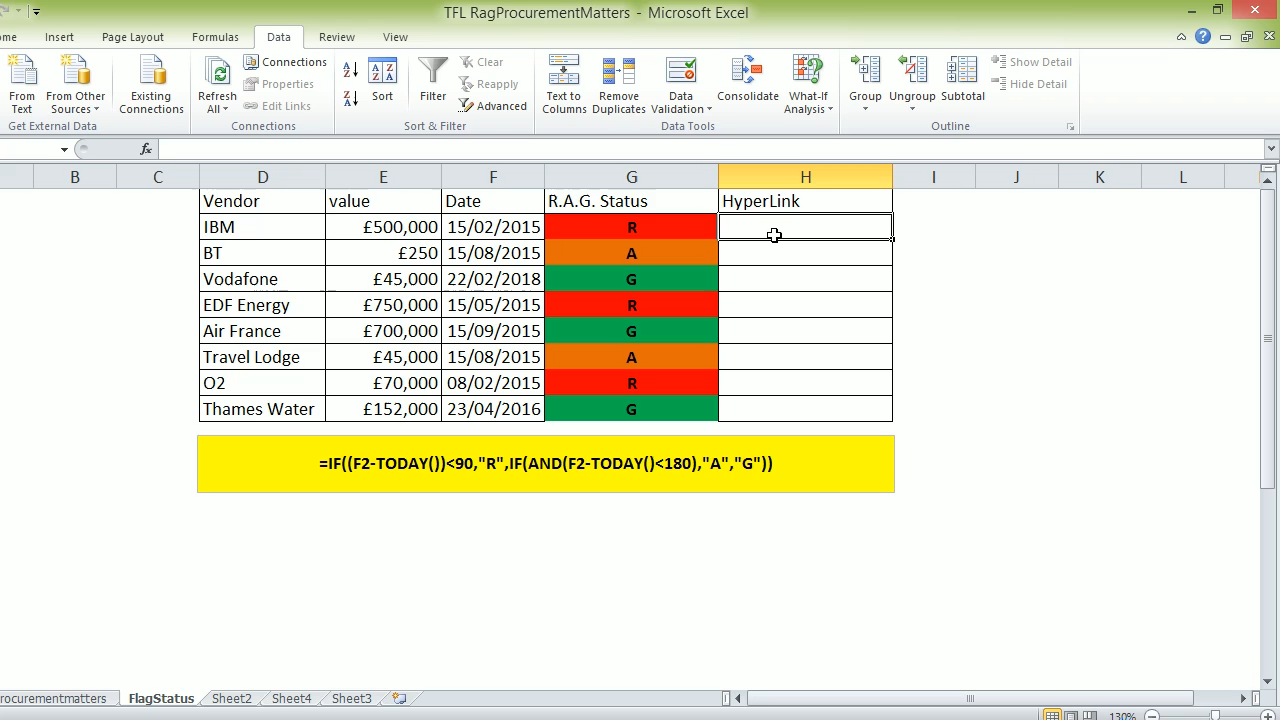 TFL RagProcurementMatters - Microsoft Excel
ome Insert Page Layout Formulas Data Review View
From Text
From Other Sources
Existing Connections
Get External Data
Refresh All
Connections
Properties
Edit Links
Connections
Sort
Filter
Clear
Reapply
Advanced
Sort & Filter
Text to Columns
Remove Duplicates
Data Validation
Consolidate
What-If Analysis
Data Tools
Group
Ungroup
Subtotal
Show Detail
Hide Detail
Outline
fx
B C D E F G H I J K L
Vendor value Date R.A.G. Status HyperLink
IBM £500,000 15/02/2015 R
BT £250 15/08/2015 A
Vodafone £45,000 22/02/2018 G
EDF Energy £750,000 15/05/2015 R
Air France £700,000 15/09/2015 G
Travel Lodge £45,000 15/08/2015 A
O2 £70,000 08/02/2015 R
Thames Water £152,000 23/04/2016 G
=IF((F2-TODAY())<90,"R",IF(AND(F2-TODAY()<180),"A","G"))
rocurementmatters FlagStatus Sheet2 Sheet4 Sheet3
130%